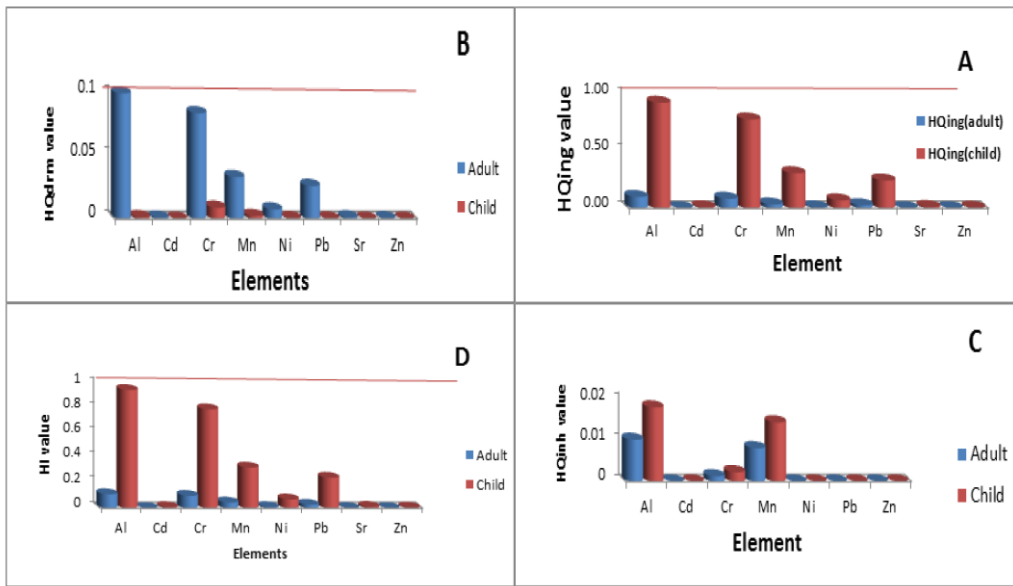 B
HQdrm value
0.1
0.05
0
Al Cd Cr Mn Ni Pb Sr Zn
Elements
Adult
Child
A
HQing value
1.00
0.50
0.00
Al Cd Cr Mn Ni Pb Sr Zn
Element
HQing(adult)
HQing(child)
D
HI value
1
0.8
0.6
0.4
0.2
0
Al Cd Cr Mn Ni Pb Sr Zn
Elements
Adult
Child
C
HQinh value
0.02
0.01
0
Al Cd Cr Mn Ni Pb Sr Zn
Element
Adult
Child